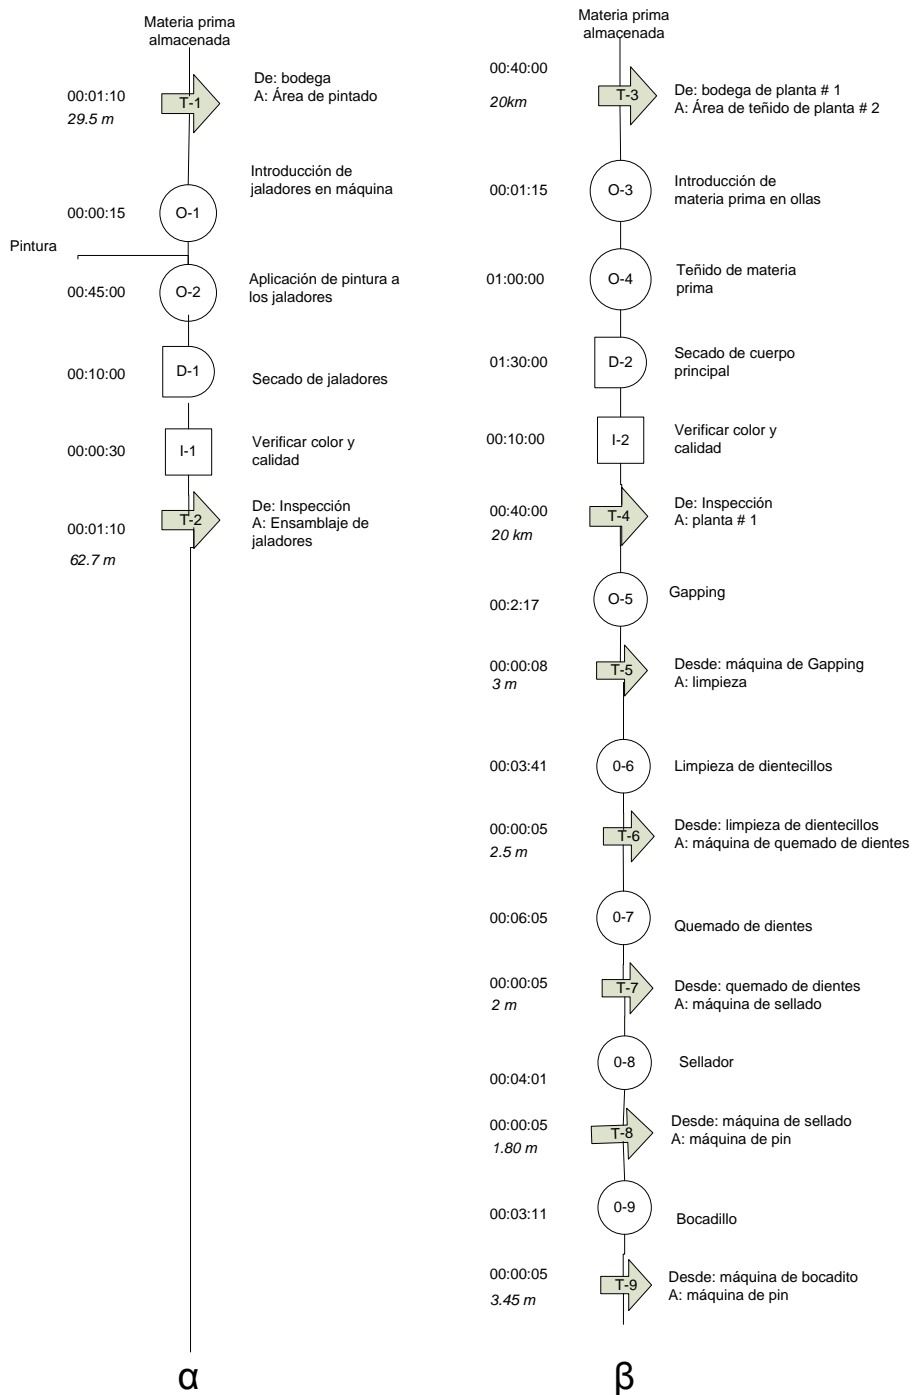 Materia prima
almacenada
00:01:10
29.5 m
T-1
De: bodega
A: Área de pintado
Introducción de
jaladores en máquina
00:00:15
O-1
Pintura
00:45:00
O-2
Aplicación de pintura a
los jaladores
00:10:00
D-1
Secado de jaladores
00:00:30
I-1
Verificar color y
calidad
00:01:10
62.7 m
T-2
De: Inspección
A: Ensamblaje de
jaladores
α
Materia prima
almacenada
00:40:00
20km
T-3
De: bodega de planta # 1
A: Área de teñido de planta # 2
00:01:15
O-3
Introducción de
materia prima en ollas
01:00:00
O-4
Teñido de materia
prima
01:30:00
D-2
Secado de cuerpo
principal
00:10:00
I-2
Verificar color y
calidad
00:40:00
20 km
T-4
De: Inspección
A: planta # 1
00:2:17
O-5
Gapping
00:00:08
3 m
T-5
Desde: máquina de Gapping
A: limpieza
00:03:41
0-6
Limpieza de dientecillos
00:00:05
2.5 m
T-6
Desde: limpieza de dientecillos
A: máquina de quemado de dientes
00:06:05
0-7
Quemado de dientes
00:00:05
2 m
T-7
Desde: quemado de dientes
A: máquina de sellado
00:04:01
0-8
Sellador
00:00:05
1.80 m
T-8
Desde: máquina de sellado
A: máquina de pin
00:03:11
0-9
Bocadillo
00:00:05
3.45 m
T-9
Desde: máquina de bocadito
A: máquina de pin
β